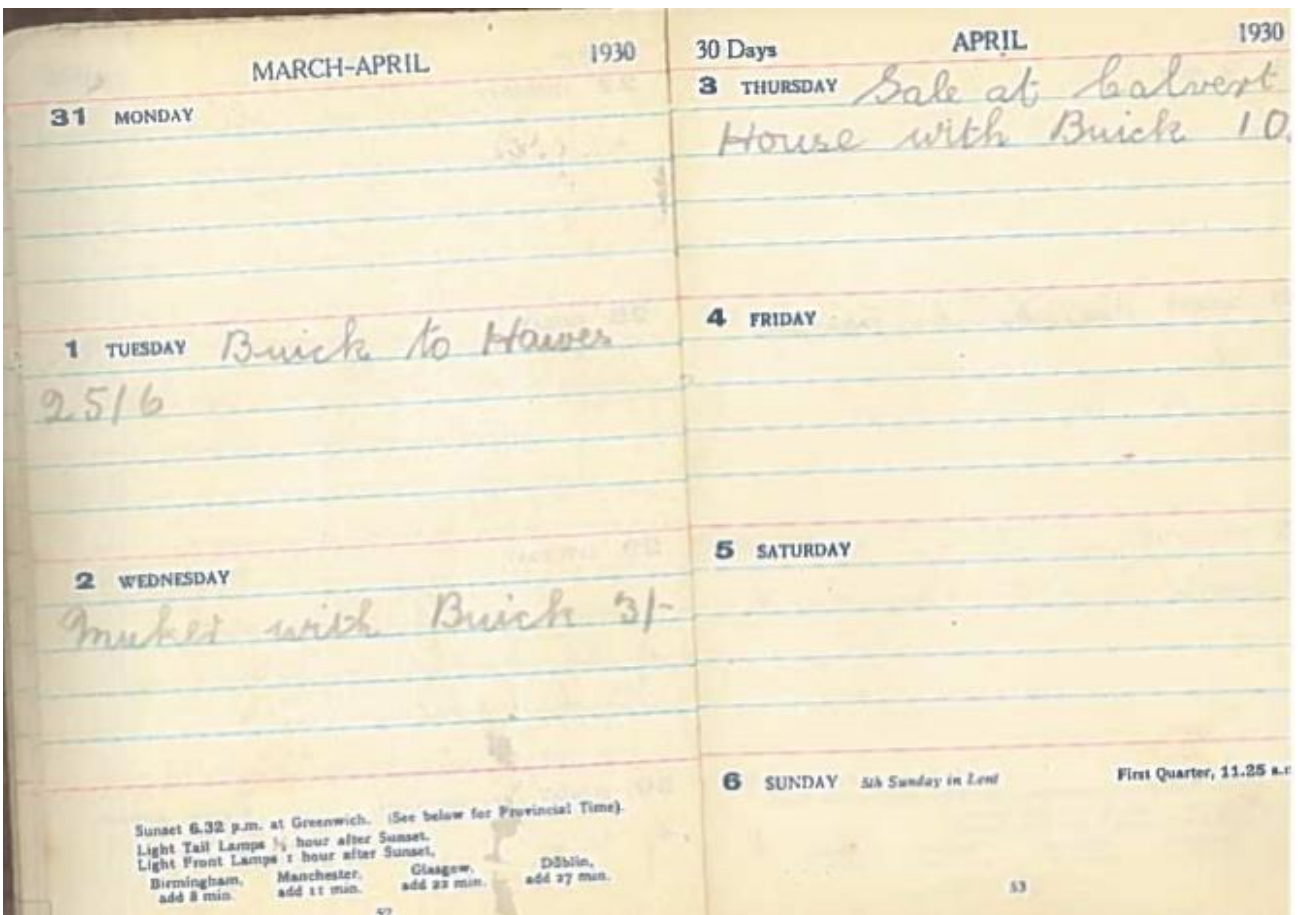 MARCH-APRIL 1930
31 MONDAY
1 TUESDAY Buick to Hawes
25/6
2 WEDNESDAY
Muker with Buick 3/-
Sunset 6.32 p.m. at Greenwich. (See below for Provincial Time).
Light Tail Lamps ½ hour after Sunset.
Light Front Lamps 1 hour after Sunset,
Birmingham, Manchester, Glasgow, Dublin,
add 8 min. add 11 min. add 22 min. add 27 min.
52
30 Days APRIL 1930
3 THURSDAY Sale at Calvert
House with Buick 10.
4 FRIDAY
5 SATURDAY
6 SUNDAY 5th Sunday in Lent First Quarter, 11.25
53